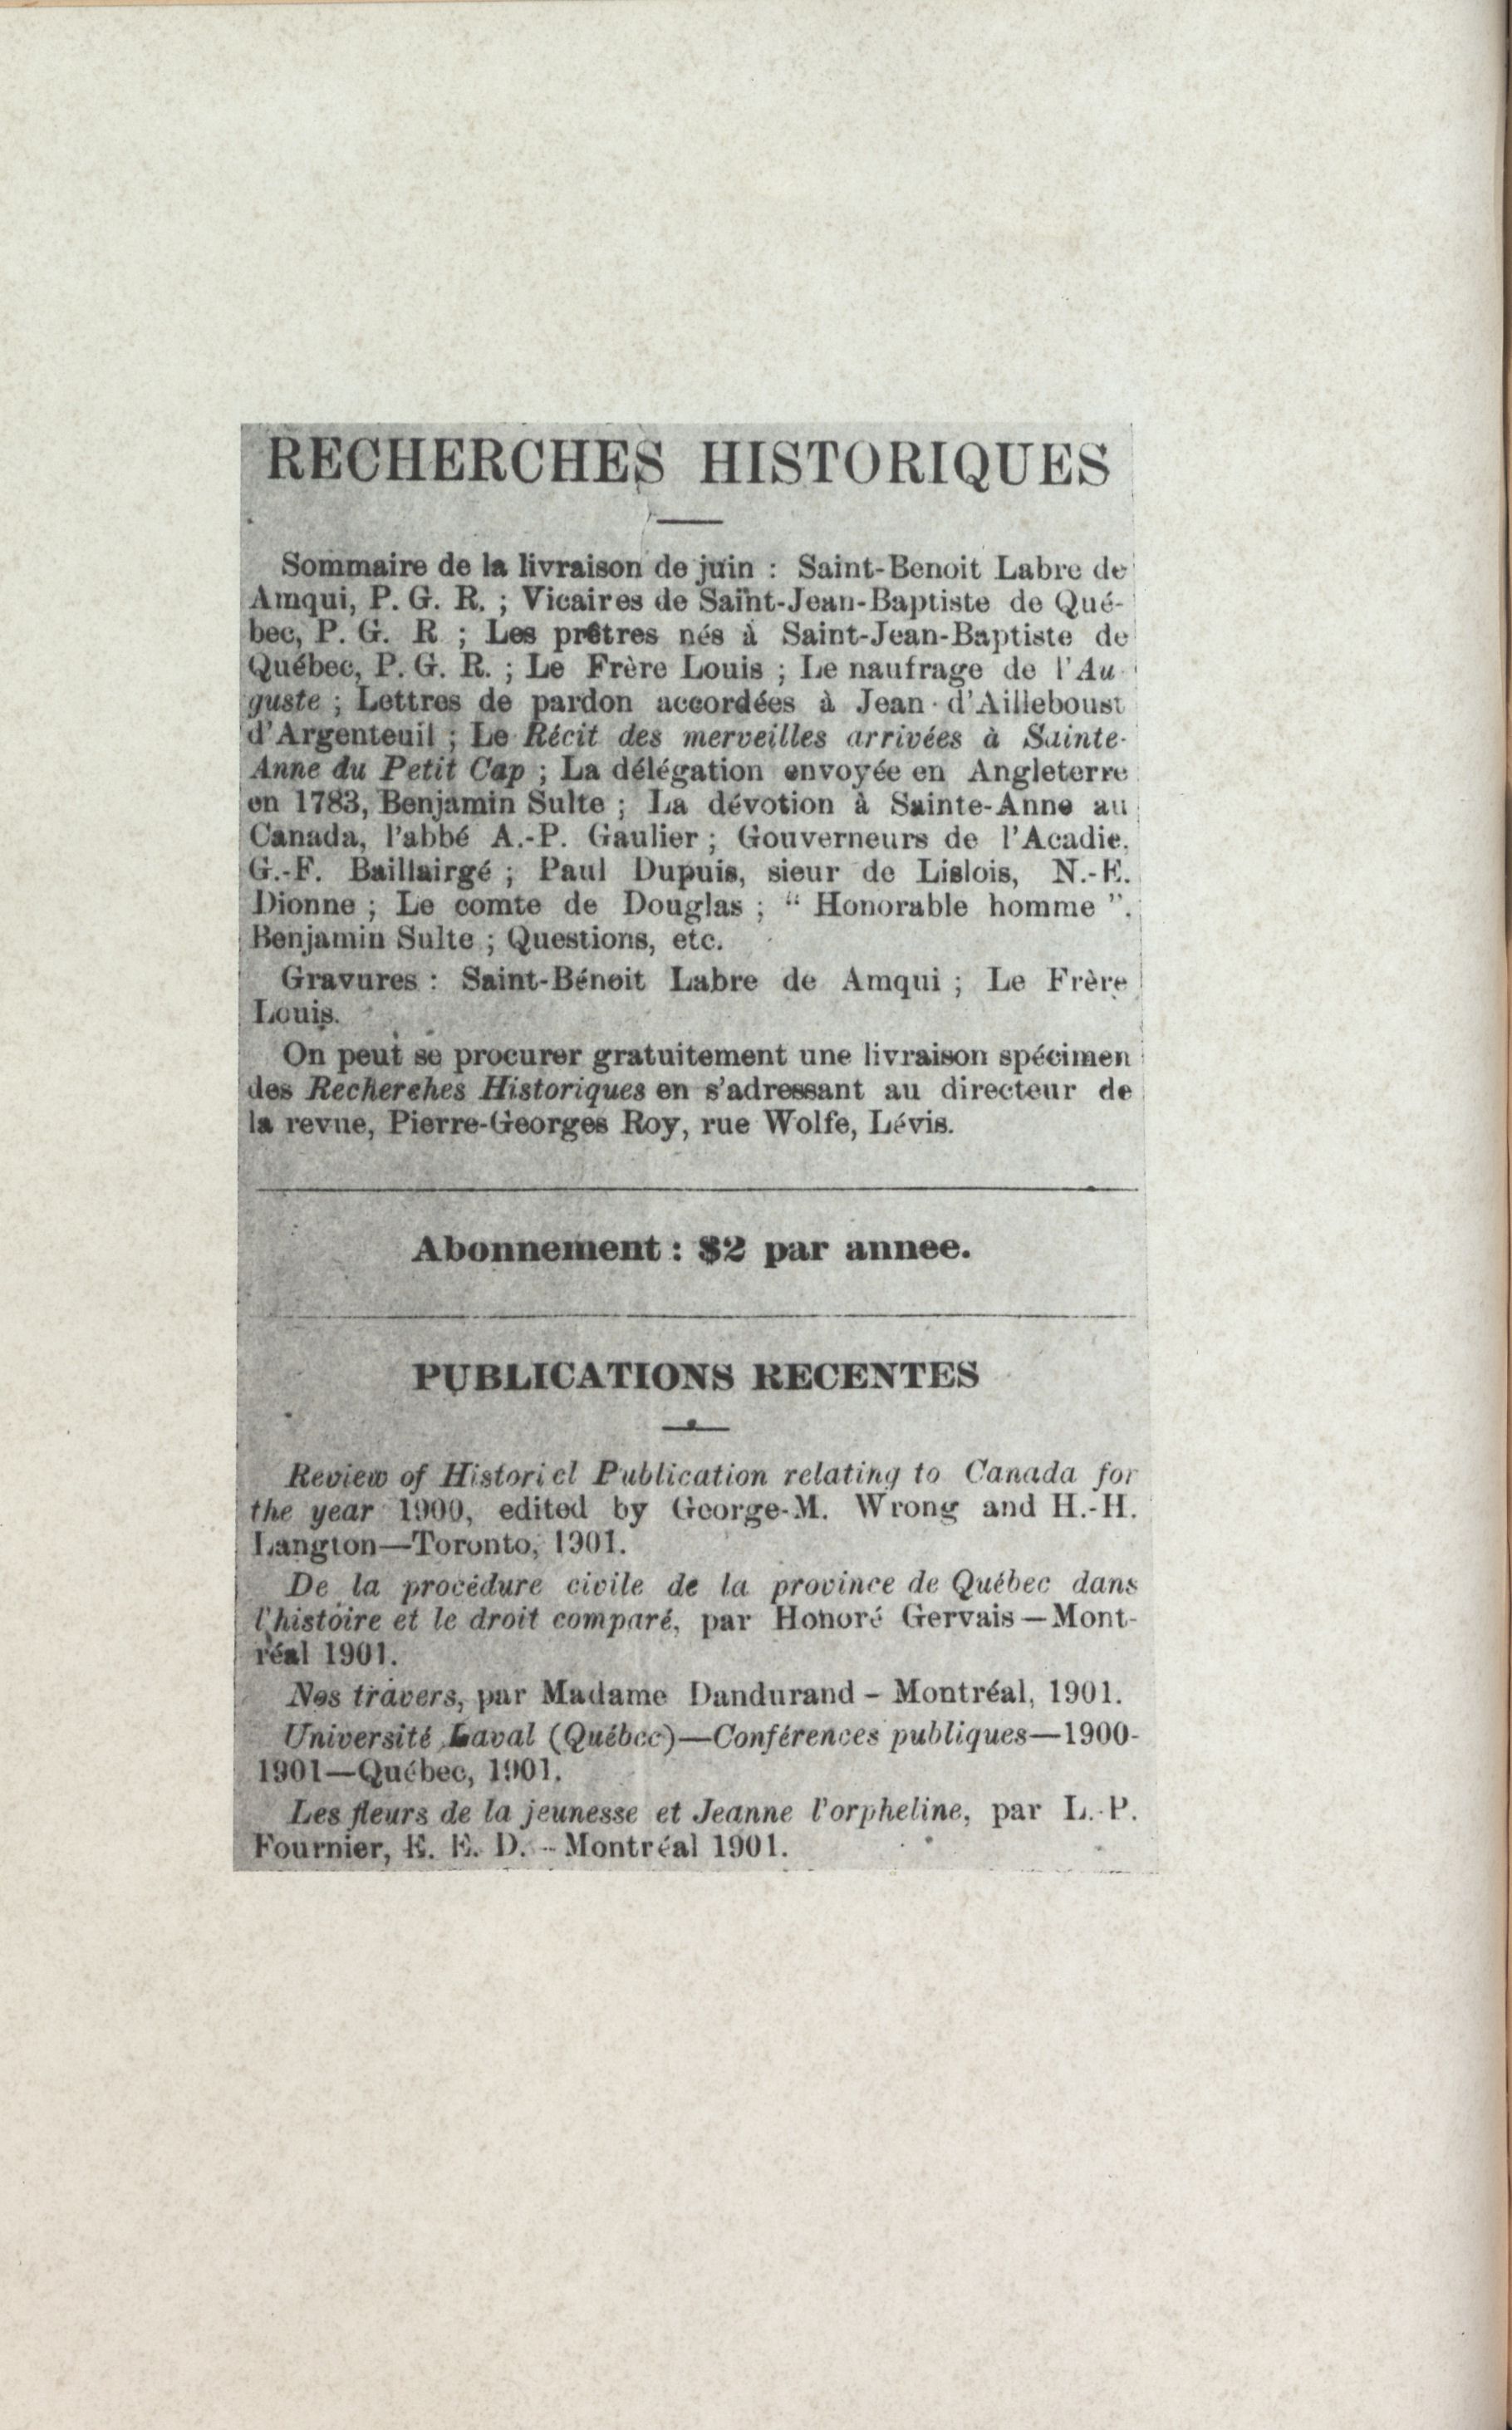 RECHERCHES HISTORIQUES
Sommaire de la livraison de juin : Saint-Benoit Labre de
Amqui, P. G. R. ; Vicaires de Saint-Jean-Baptiste de Qué-
bec, P. G. R ; Les prêtres nés à Saint-Jean-Baptiste de
Québec, P. G. R. ; Le Frère Louis ; Le naufrage de l'Au
guste ; Lettres de pardon accordées à Jean d'Ailleboust
d'Argenteuil ; Le Récit des merveilles arrivées à Sainte-
Anne du Petit Cap ; La délégation envoyée en Angleterre
en 1783, Benjamin Sulte ; La dévotion à Sainte-Anne au
Canada, l'abbé A.-P. Gaulier ; Gouverneurs de l'Acadie,
G.-F. Baillairgé ; Paul Dupuis, sieur de Lislois, N.-E.
Dionne ; Le comte de Douglas ; “ Honorable homme ”,
Benjamin Sulte ; Questions, etc.
Gravures : Saint-Bénoit Labre de Amqui ; Le Frère
Louis.
On peut se procurer gratuitement une livraison spécimen
des Recherches Historiques en s'adressant au directeur de
la revue, Pierre-Georges Roy, rue Wolfe, Lévis.
Abonnement : $2 par annee.
PUBLICATIONS RECENTES
Review of Historicl Publication relating to Canada for
the year 1900, edited by George-M. Wrong and H.-H.
Langton—Toronto, 1901.
De la procédure civile de la province de Québec dans
l'histoire et le droit comparé, par Honoré Gervais—Mont-
réal 1901.
Nos travers, par Madame Dandurand – Montréal, 1901.
Université Laval (Québec)—Conférences publiques—1900-
1901—Québec, 1901.
Les fleurs de la jeunesse et Jeanne l'orpheline, par L.-P.
Fournier, E. E. D. – Montréal 1901.